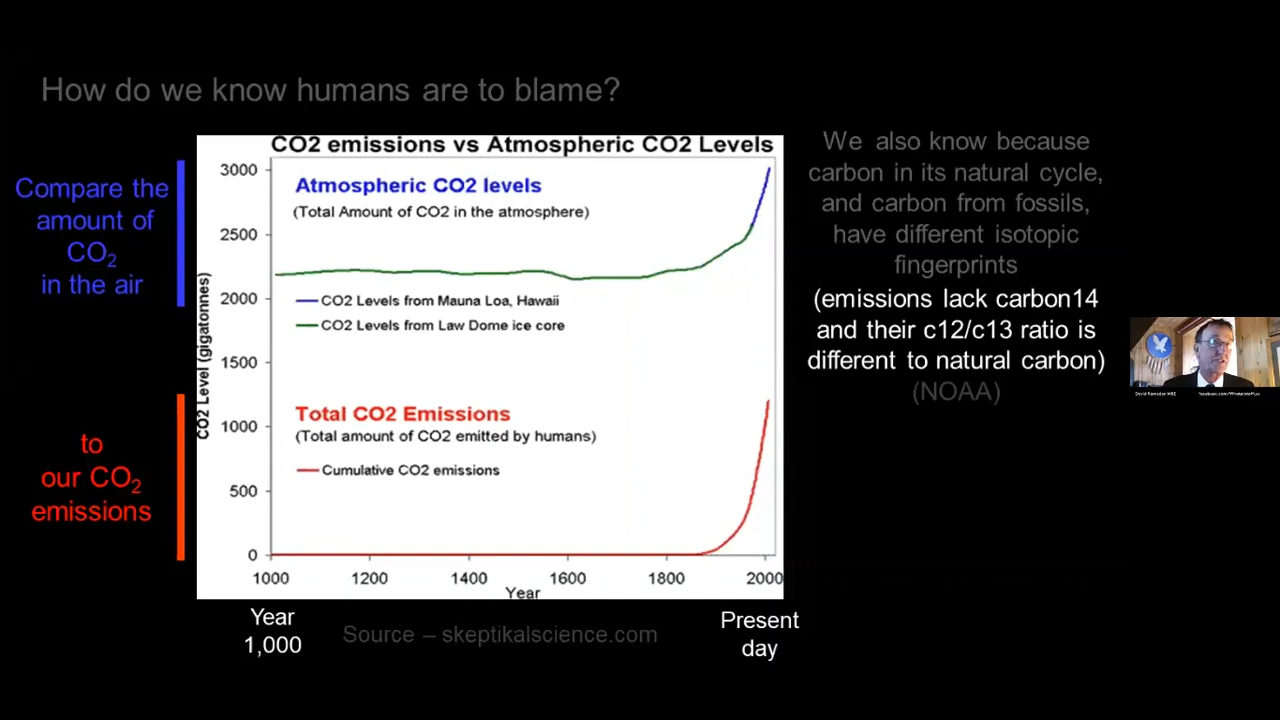 How do we know humans are to blame?
Compare the
amount of
CO2
in the air
to
our CO2
emissions
CO2 emissions vs Atmospheric CO2 Levels
Atmospheric CO2 levels
(Total Amount of CO2 in the atmosphere)
CO2 Levels from Mauna Loa, Hawaii
CO2 Levels from Law Dome ice core
Total CO2 Emissions
(Total amount of CO2 emitted by humans)
Cumulative CO2 emissions
CO2 Level (gigatonnes)
3000
2500
2000
1500
1000
500
0
1000 1200 1400 1600 1800 2000
Year
Year
1,000
Source – skeptikalscience.com
Present
day
We also know because
carbon in its natural cycle,
and carbon from fossils,
have different isotopic
fingerprints
(emissions lack carbon14
and their c12/c13 ratio is
different to natural carbon)
(NOAA)